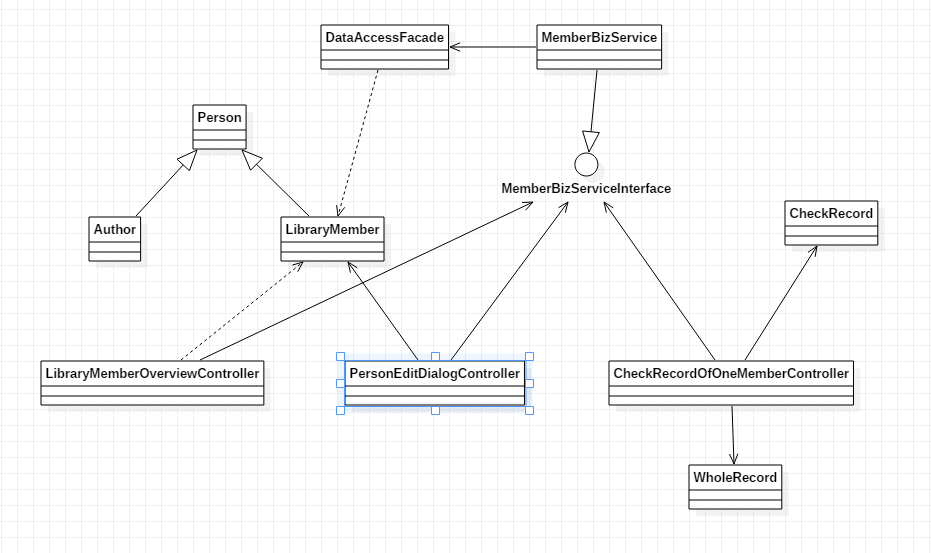 DataAccessFacade
MemberBizService
Person
MemberBizServiceInterface
CheckRecord
Author
LibraryMember
LibraryMemberOverviewController
PersonEditDialogController
CheckRecordOfOneMemberController
WholeRecord